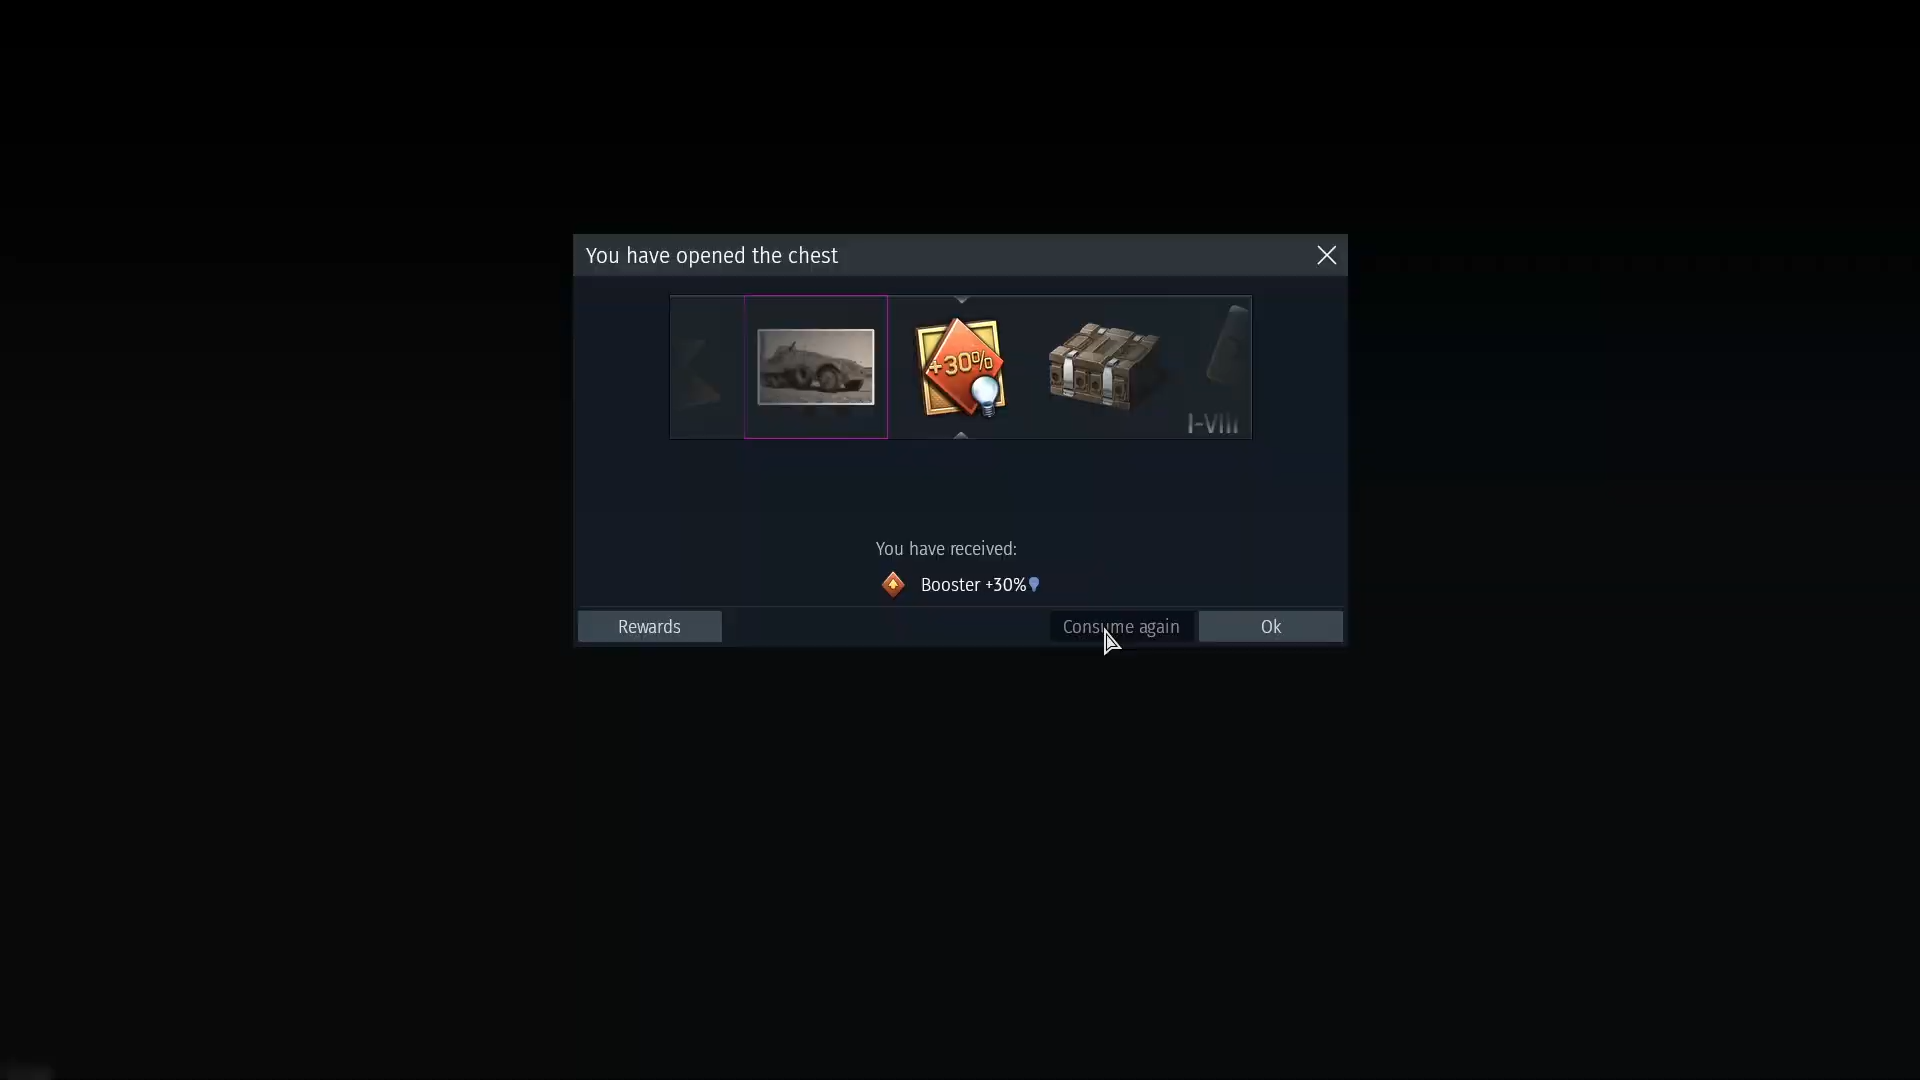 You have opened the chest
+30%
I-VIII
You have received:
Booster +30%
Rewards
Consume again
Ok